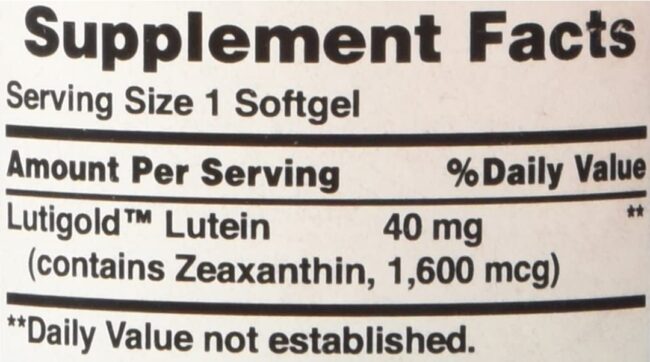 Supplement Facts
Serving Size 1 Softgel
Amount Per Serving %Daily Value
Lutigold™ Lutein 40 mg **
(contains Zeaxanthin, 1,600 mcg)
**Daily Value not established.